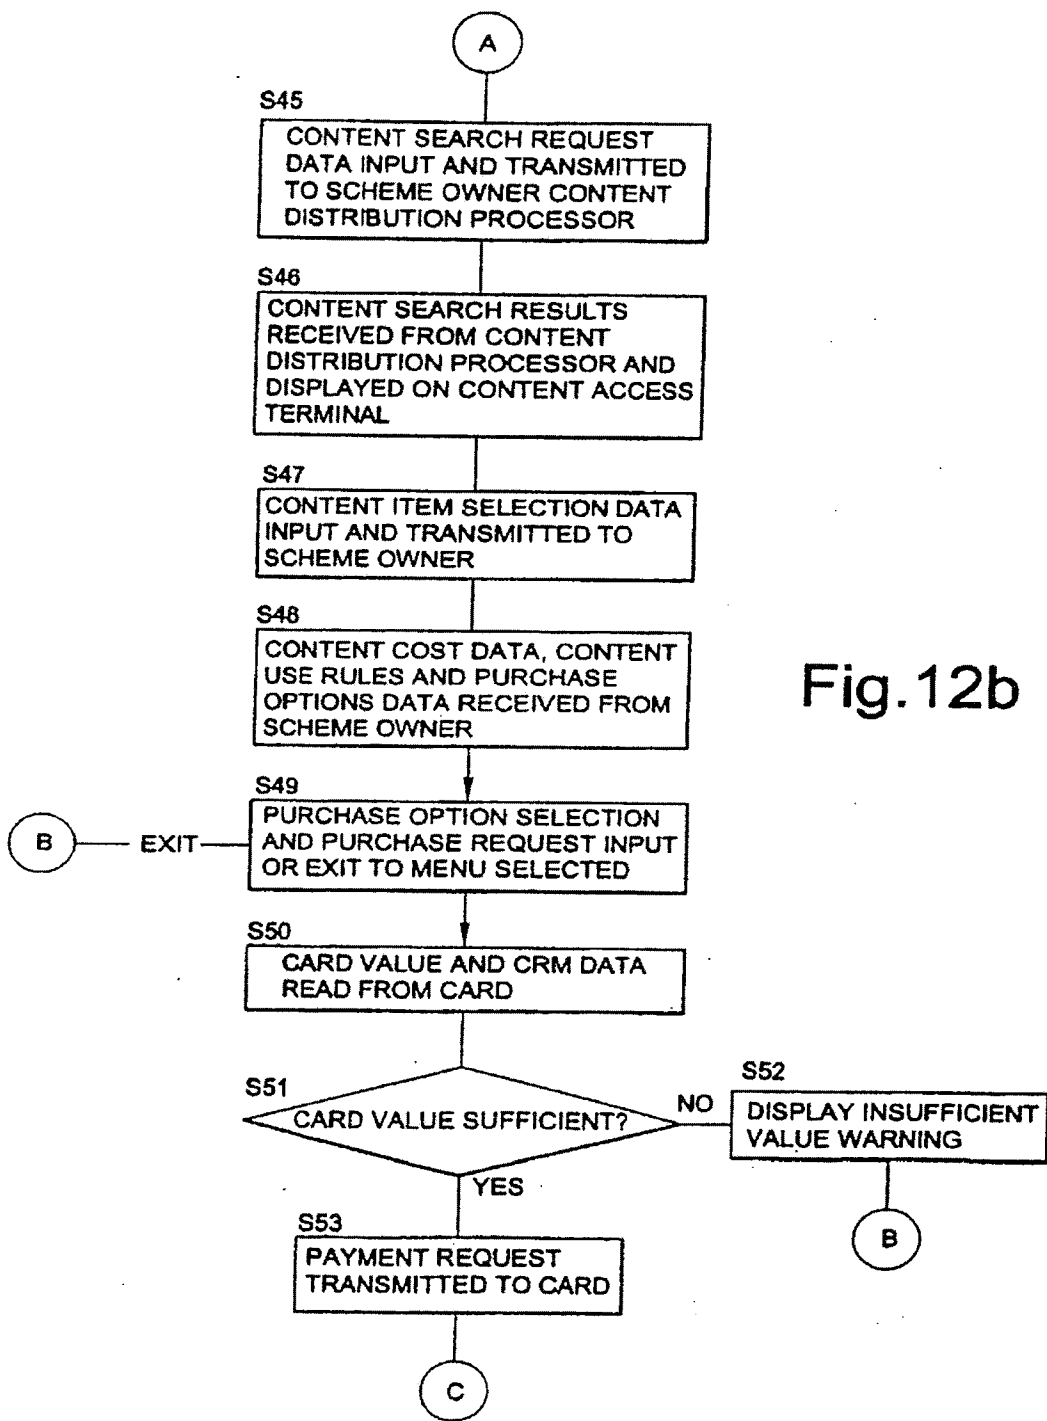 A
S45
CONTENT SEARCH REQUEST
DATA INPUT AND TRANSMITTED
TO SCHEME OWNER CONTENT
DISTRIBUTION PROCESSOR
S46
CONTENT SEARCH RESULTS
RECEIVED FROM CONTENT
DISTRIBUTION PROCESSOR AND
DISPLAYED ON CONTENT ACCESS
TERMINAL
S47
CONTENT ITEM SELECTION DATA
INPUT AND TRANSMITTED TO
SCHEME OWNER
S48
CONTENT COST DATA, CONTENT
USE RULES AND PURCHASE
OPTIONS DATA RECEIVED FROM
SCHEME OWNER
Fig.12b
S49
PURCHASE OPTION SELECTION
AND PURCHASE REQUEST INPUT
OR EXIT TO MENU SELECTED
B
EXIT
S50
CARD VALUE AND CRM DATA
READ FROM CARD
S51
CARD VALUE SUFFICIENT?
NO
S52
DISPLAY INSUFFICIENT
VALUE WARNING
B
YES
S53
PAYMENT REQUEST
TRANSMITTED TO CARD
C